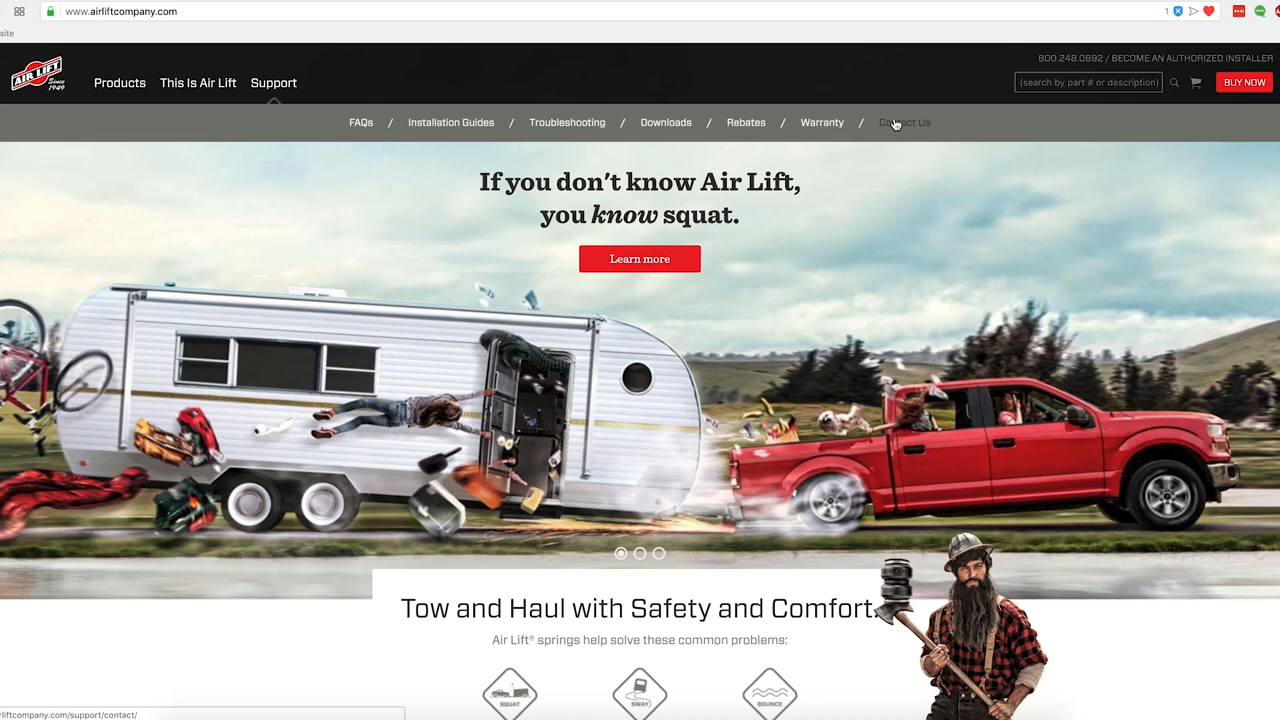 www.airliftcompany.com
1
site
AIR LIFT
Since
1949
Products
This Is Air Lift
Support
800.248.0892 / BECOME AN AUTHORIZED INSTALLER
(search by part # or description)
BUY NOW
FAQs / Installation Guides / Troubleshooting / Downloads / Rebates / Warranty / Contact Us
If you don't know Air Lift,
you know squat.
Learn more
Tow and Haul with Safety and Comfort.
Air Lift® springs help solve these common problems:
SQUAT
SWAY
BOUNCE
rliftcompany.com/support/contact/